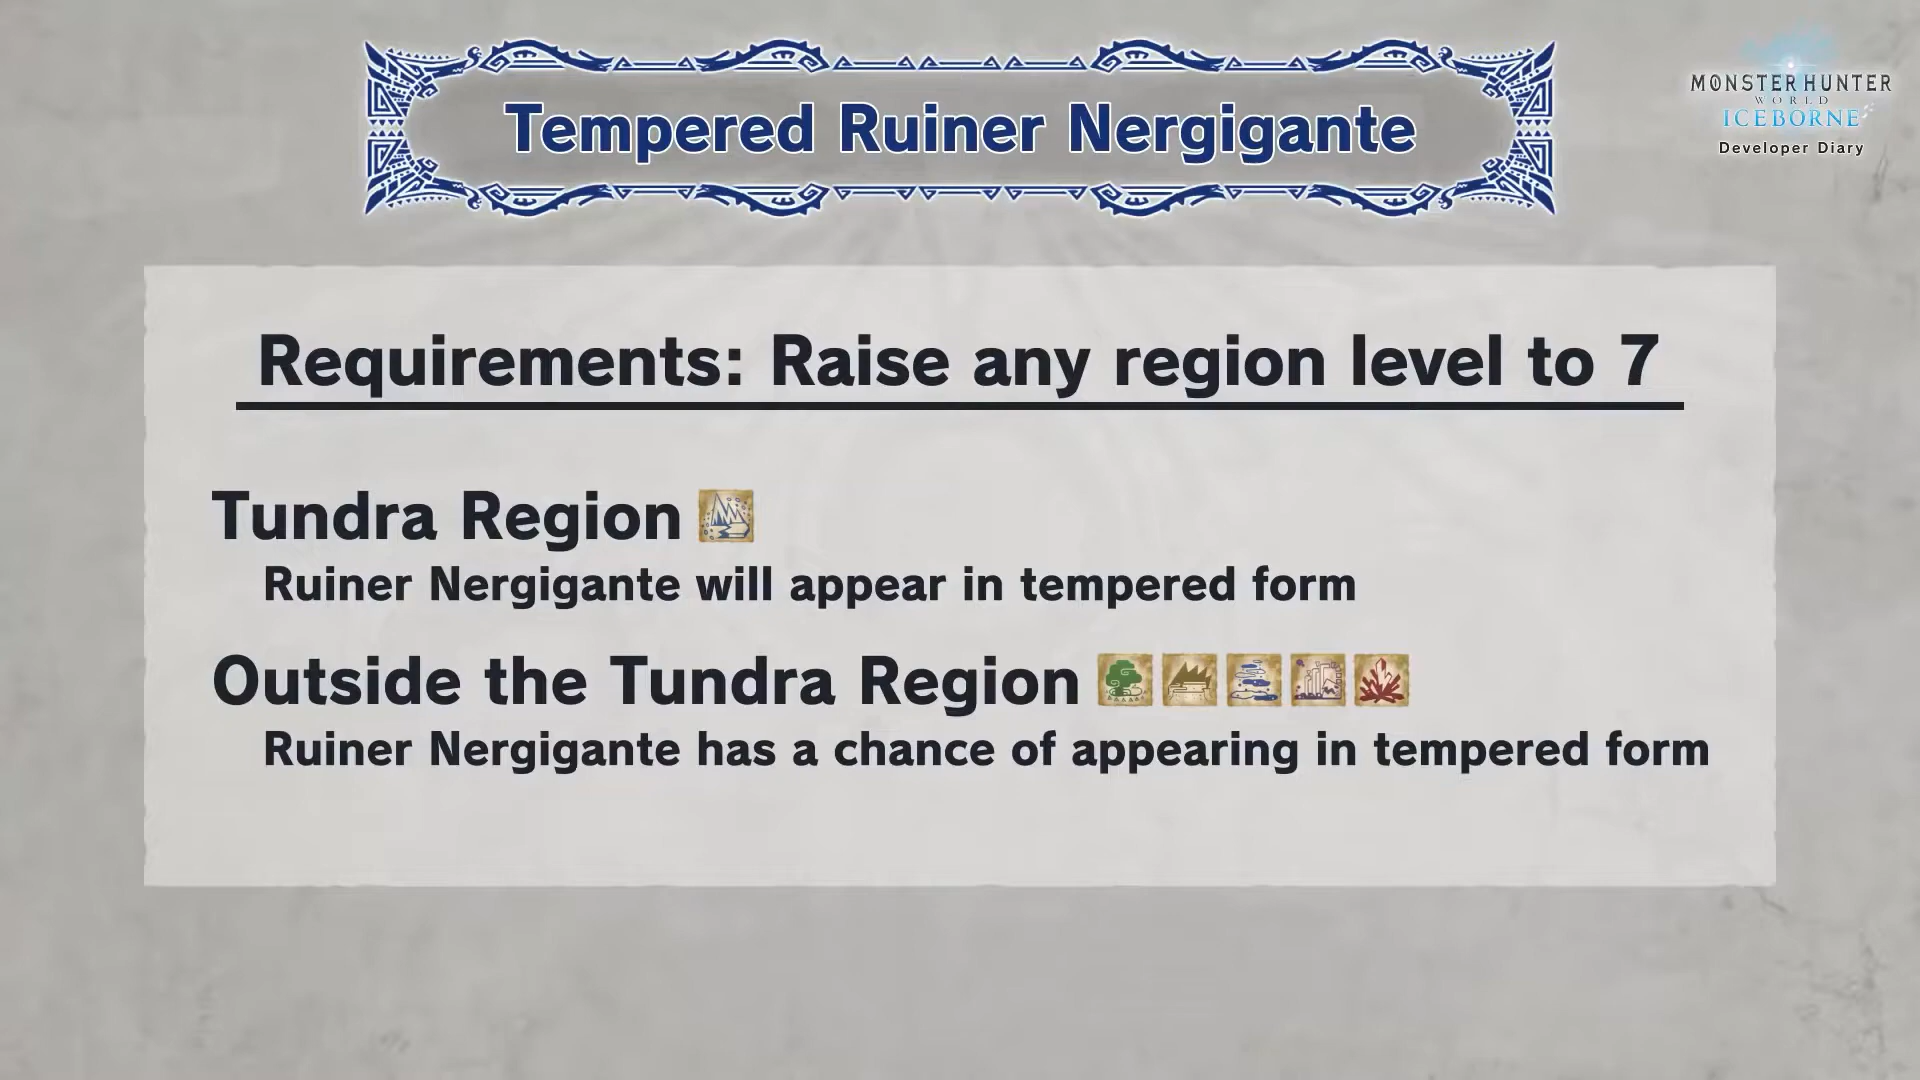 Tempered Ruiner Nergigante
MONSTER HUNTER
WORLD
ICEBORNE
Developer Diary
Requirements: Raise any region level to 7
Tundra Region
Ruiner Nergigante will appear in tempered form
Outside the Tundra Region
Ruiner Nergigante has a chance of appearing in tempered form